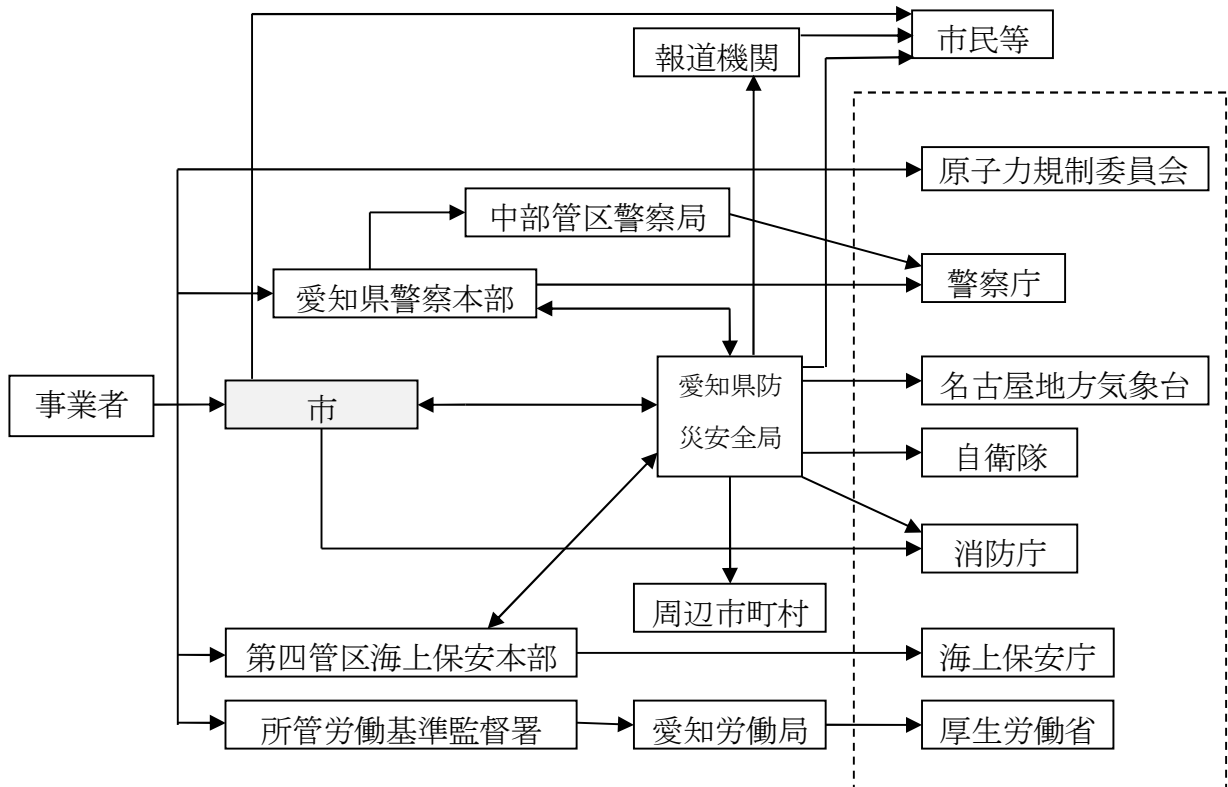 市民等
報道機関
原子力規制委員会
中部管区警察局
警察庁
愛知県警察本部
愛知県防
災安全局
名古屋地方気象台
事業者
市
自衛隊
消防庁
周辺市町村
第四管区海上保安本部
海上保安庁
所管労働基準監督署
愛知労働局
厚生労働省